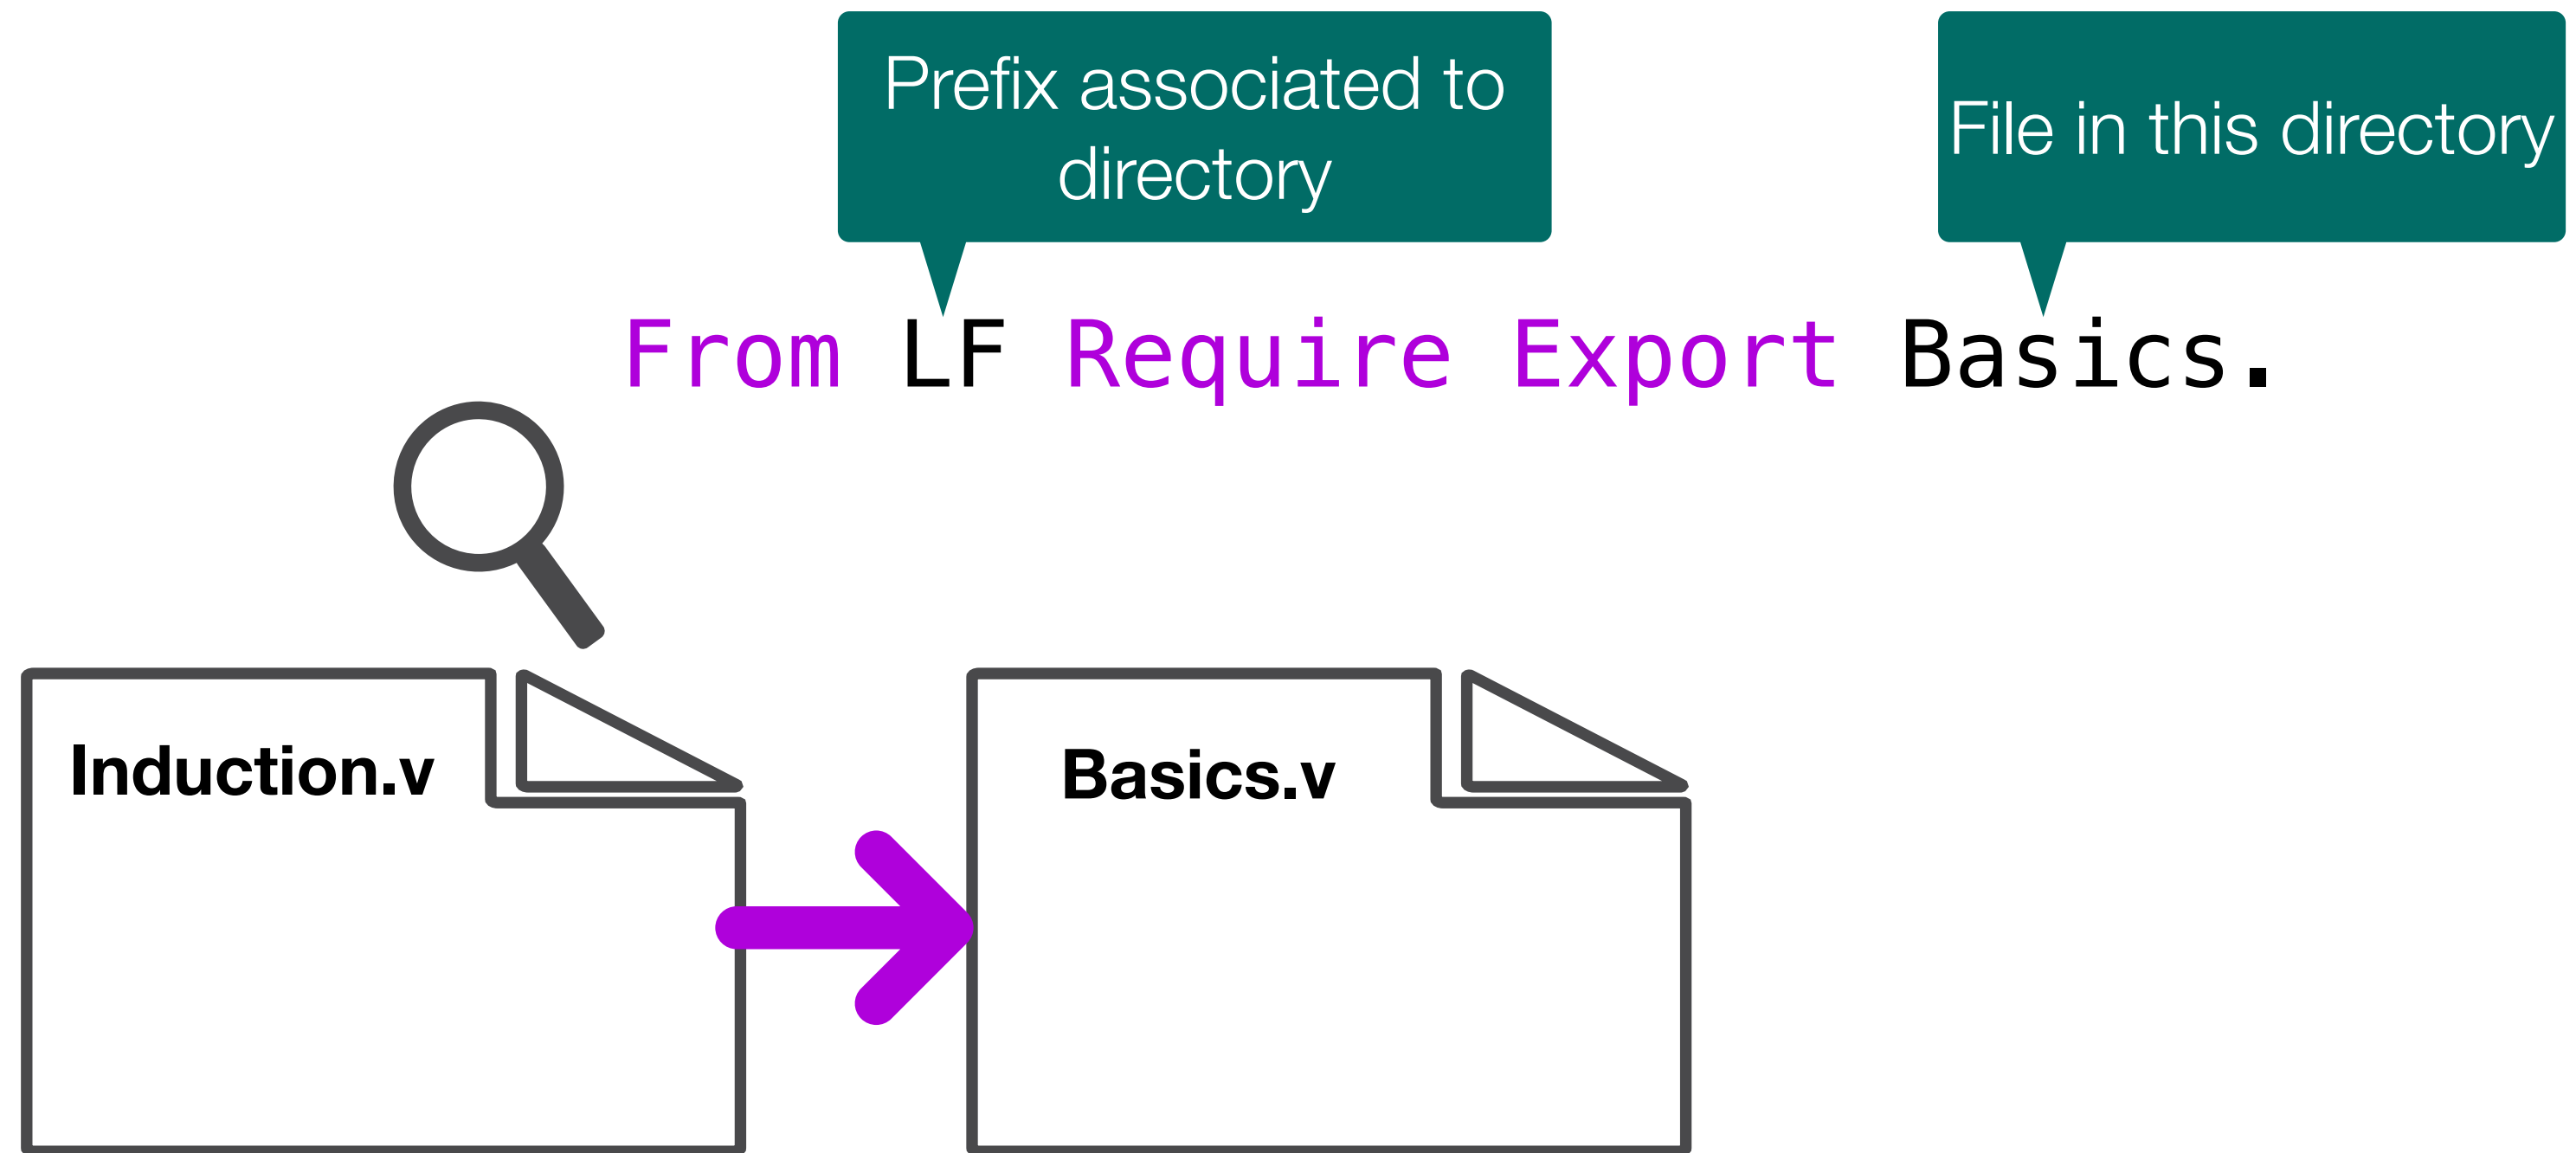 Prefix associated to
directory
File in this directory
From LF Require Export Basics.
Induction.v
Basics.v